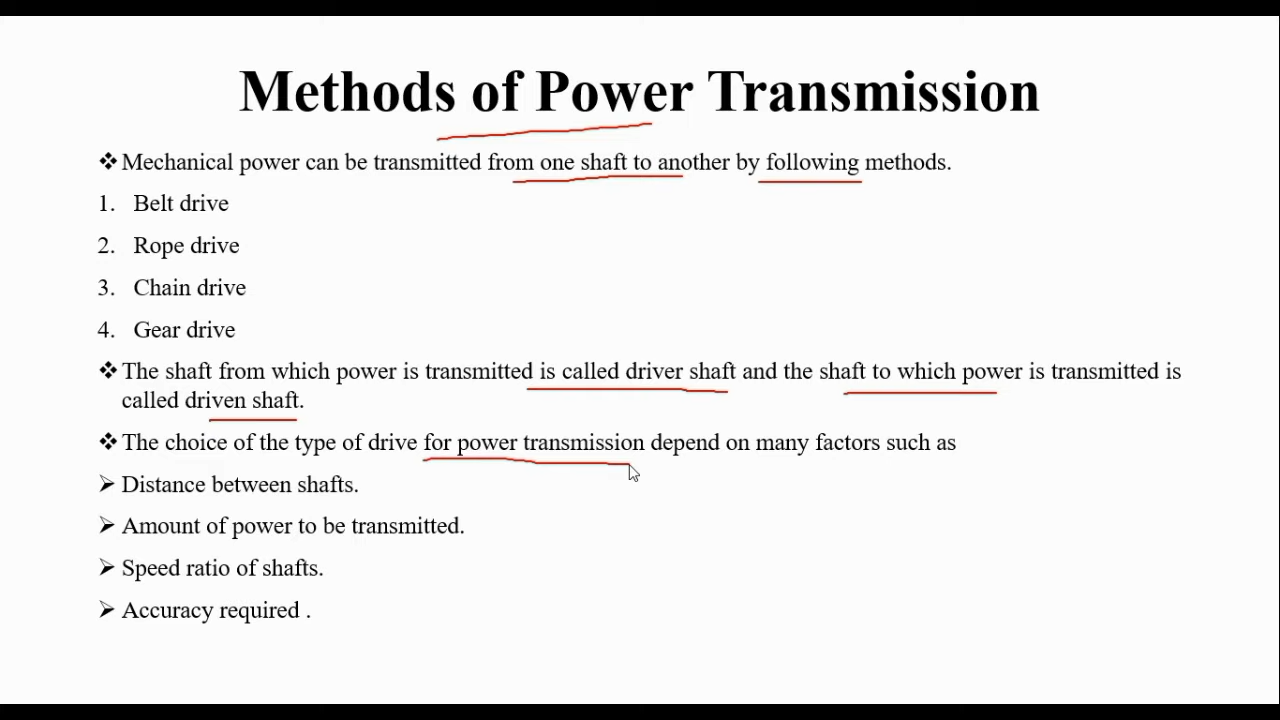 Methods of Power Transmission
❖ Mechanical power can be transmitted from one shaft to another by following methods.
1. Belt drive
2. Rope drive
3. Chain drive
4. Gear drive
❖ The shaft from which power is transmitted is called driver shaft and the shaft to which power is transmitted is
called driven shaft.
❖ The choice of the type of drive for power transmission depend on many factors such as
➢ Distance between shafts.
➢ Amount of power to be transmitted.
➢ Speed ratio of shafts.
➢ Accuracy required .